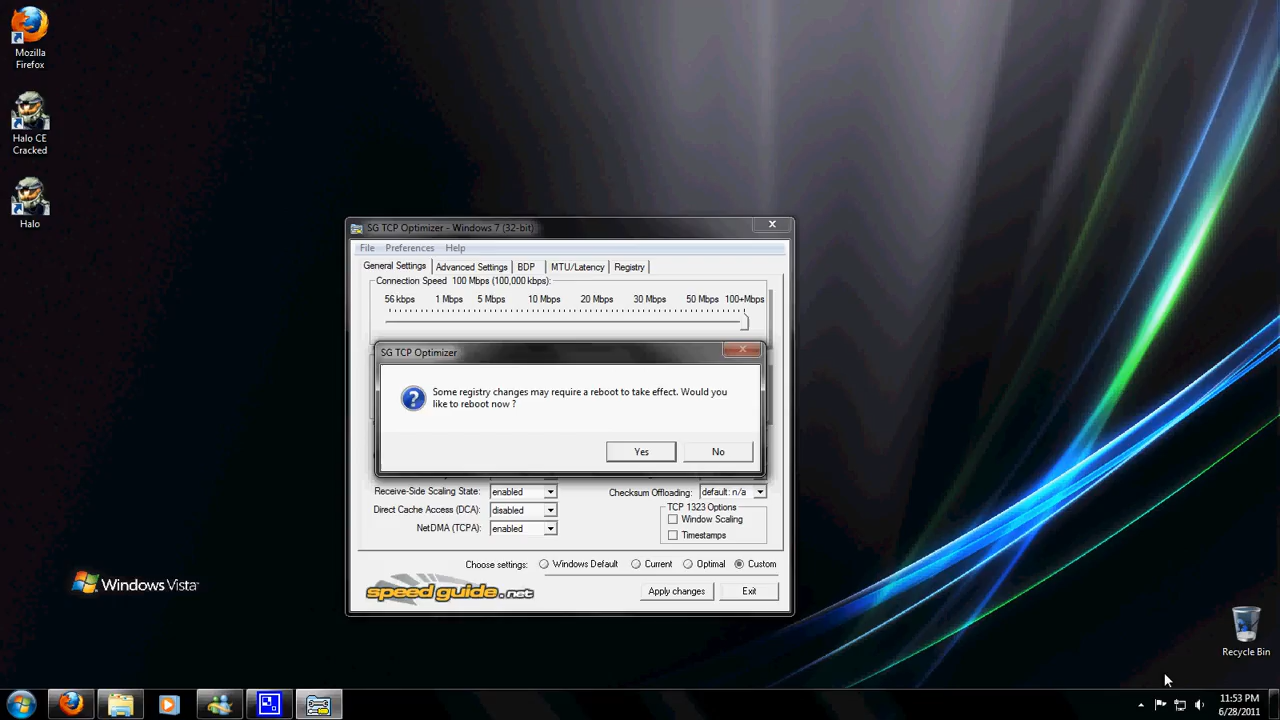 Mozilla
Firefox
Halo CE
Cracked
Halo
SG TCP Optimizer - Windows 7 (32-bit)
File Preferences Help
General Settings Advanced Settings BDP MTU/Latency Registry
Connection Speed 100 Mbps (100,000 kbps):
56 kbps 1 Mbps 5 Mbps 10 Mbps 20 Mbps 30 Mbps 50 Mbps 100+Mbps
SG TCP Optimizer
Some registry changes may require a reboot to take effect. Would you
like to reboot now ?
Yes No
Receive-Side Scaling State: enabled
Checksum Offloading: default: n/a
Direct Cache Access (DCA): disabled
TCP 1323 Options
Window Scaling
NetDMA (TCPA): enabled
Timestamps
Choose settings: Windows Default Current Optimal Custom
speed guide.net
Apply changes Exit
Windows Vista
Recycle Bin
11:53 PM
6/28/2011